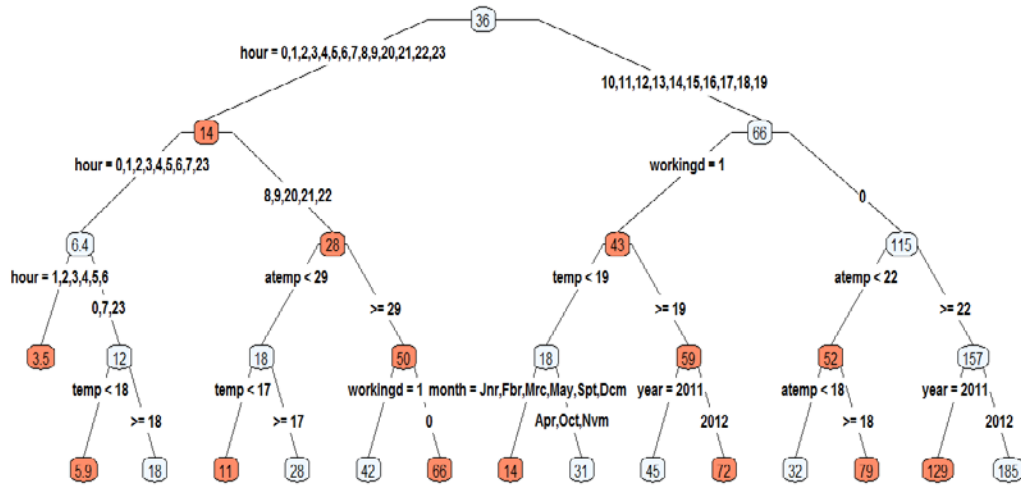 36
hour = 0,1,2,3,4,5,6,7,8,9,20,21,22,23
10,11,12,13,14,15,16,17,18,19
14
66
hour = 0,1,2,3,4,5,6,7,23
workingd = 1
8,9,20,21,22
0
6.4
28
43
115
hour = 1,2,3,4,5,6
atemp < 29
temp < 19
atemp < 22
0,7,23
>= 29
>= 19
>= 22
3.5
12
18
50
18
59
52
157
temp < 18
temp < 17
workingd = 1
month = Jnr,Fbr,Mrc,May,Spt,Dcm
year = 2011
atemp < 18
year = 2011
>= 18
>= 17
0
Apr,Oct,Nvm
2012
>= 18
2012
5.9
18
11
28
42
66
14
31
45
72
32
79
129
185